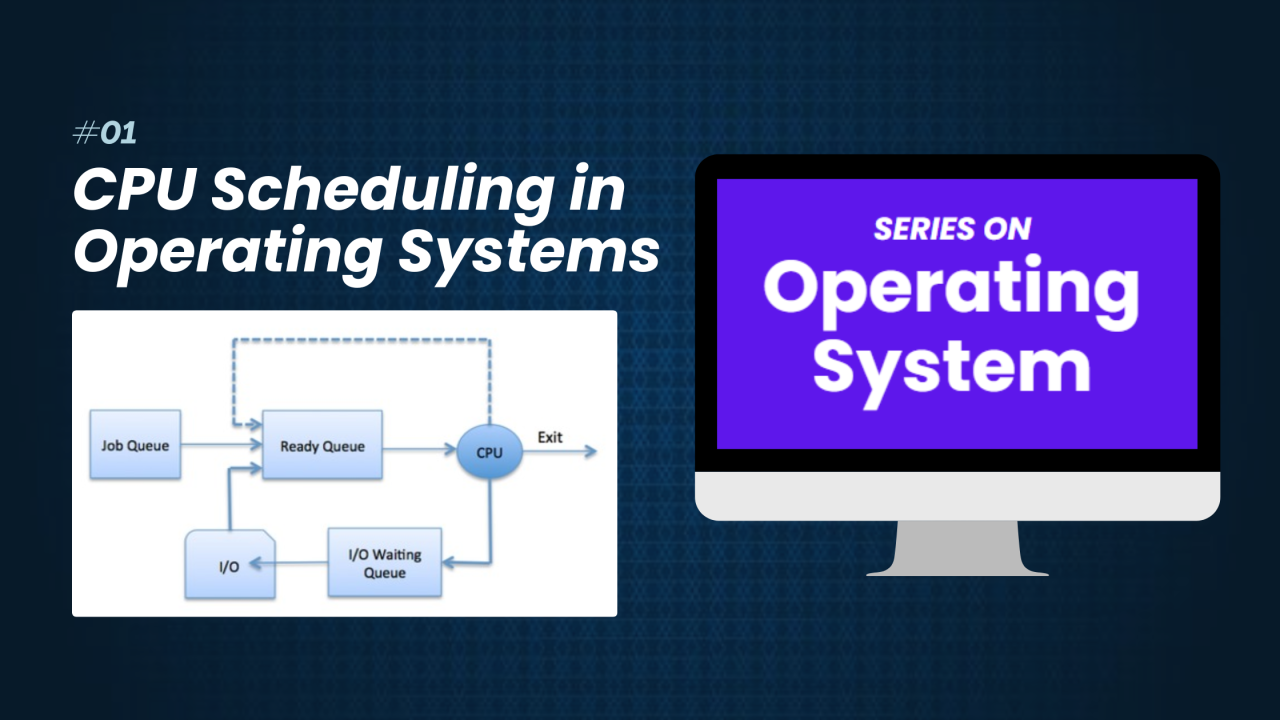 #01
CPU Scheduling in
Operating Systems
Job Queue
Ready Queue
CPU
Exit
I/O
I/O Waiting
Queue
SERIES ON
Operating
System